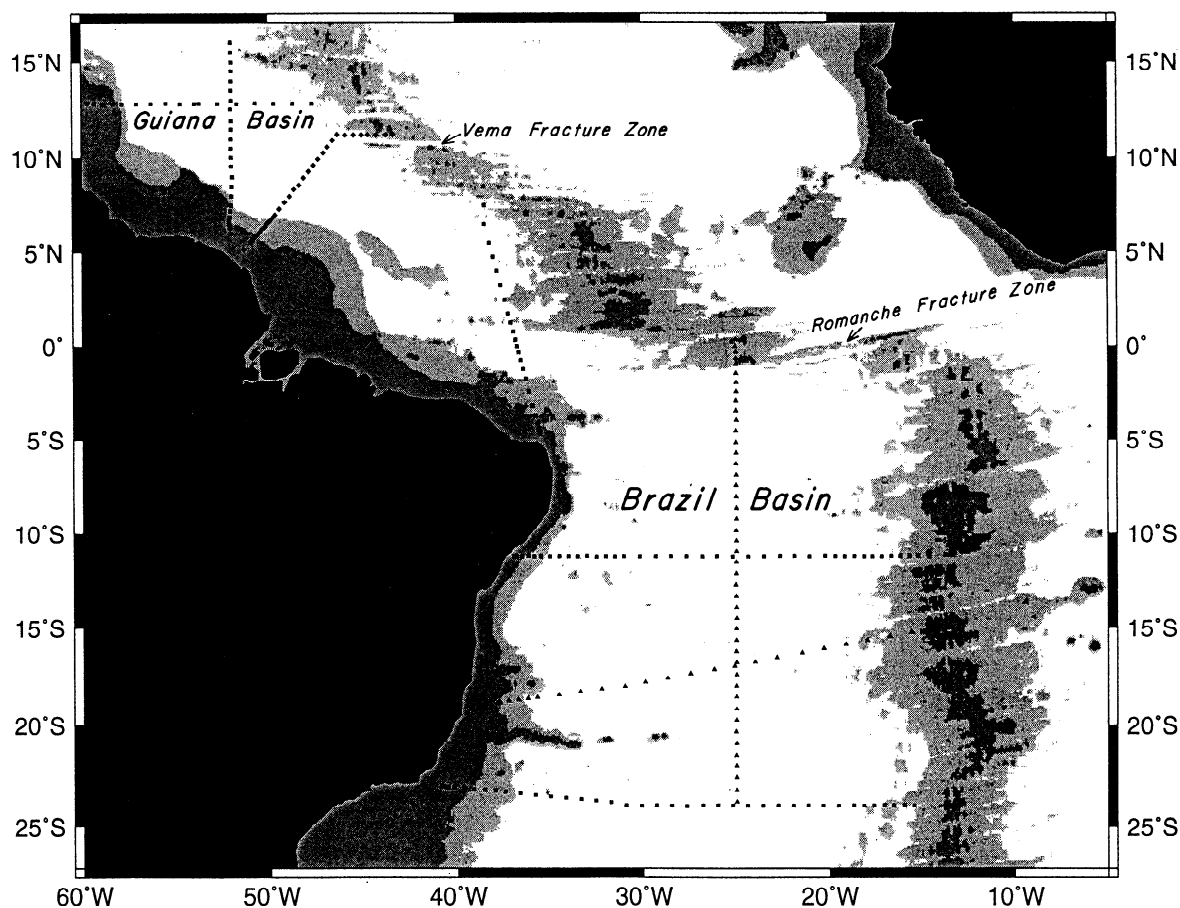 15°N
15°N
Guiana Basin
Vema Fracture Zone
10°N
10°N
5°N
5°N
Romanche Fracture Zone
0°
0°
5°S
5°S
Brazil Basin
10°S
10°S
15°S
15°S
20°S
20°S
25°S
25°S
60°W
50°W
40°W
30°W
20°W
10°W